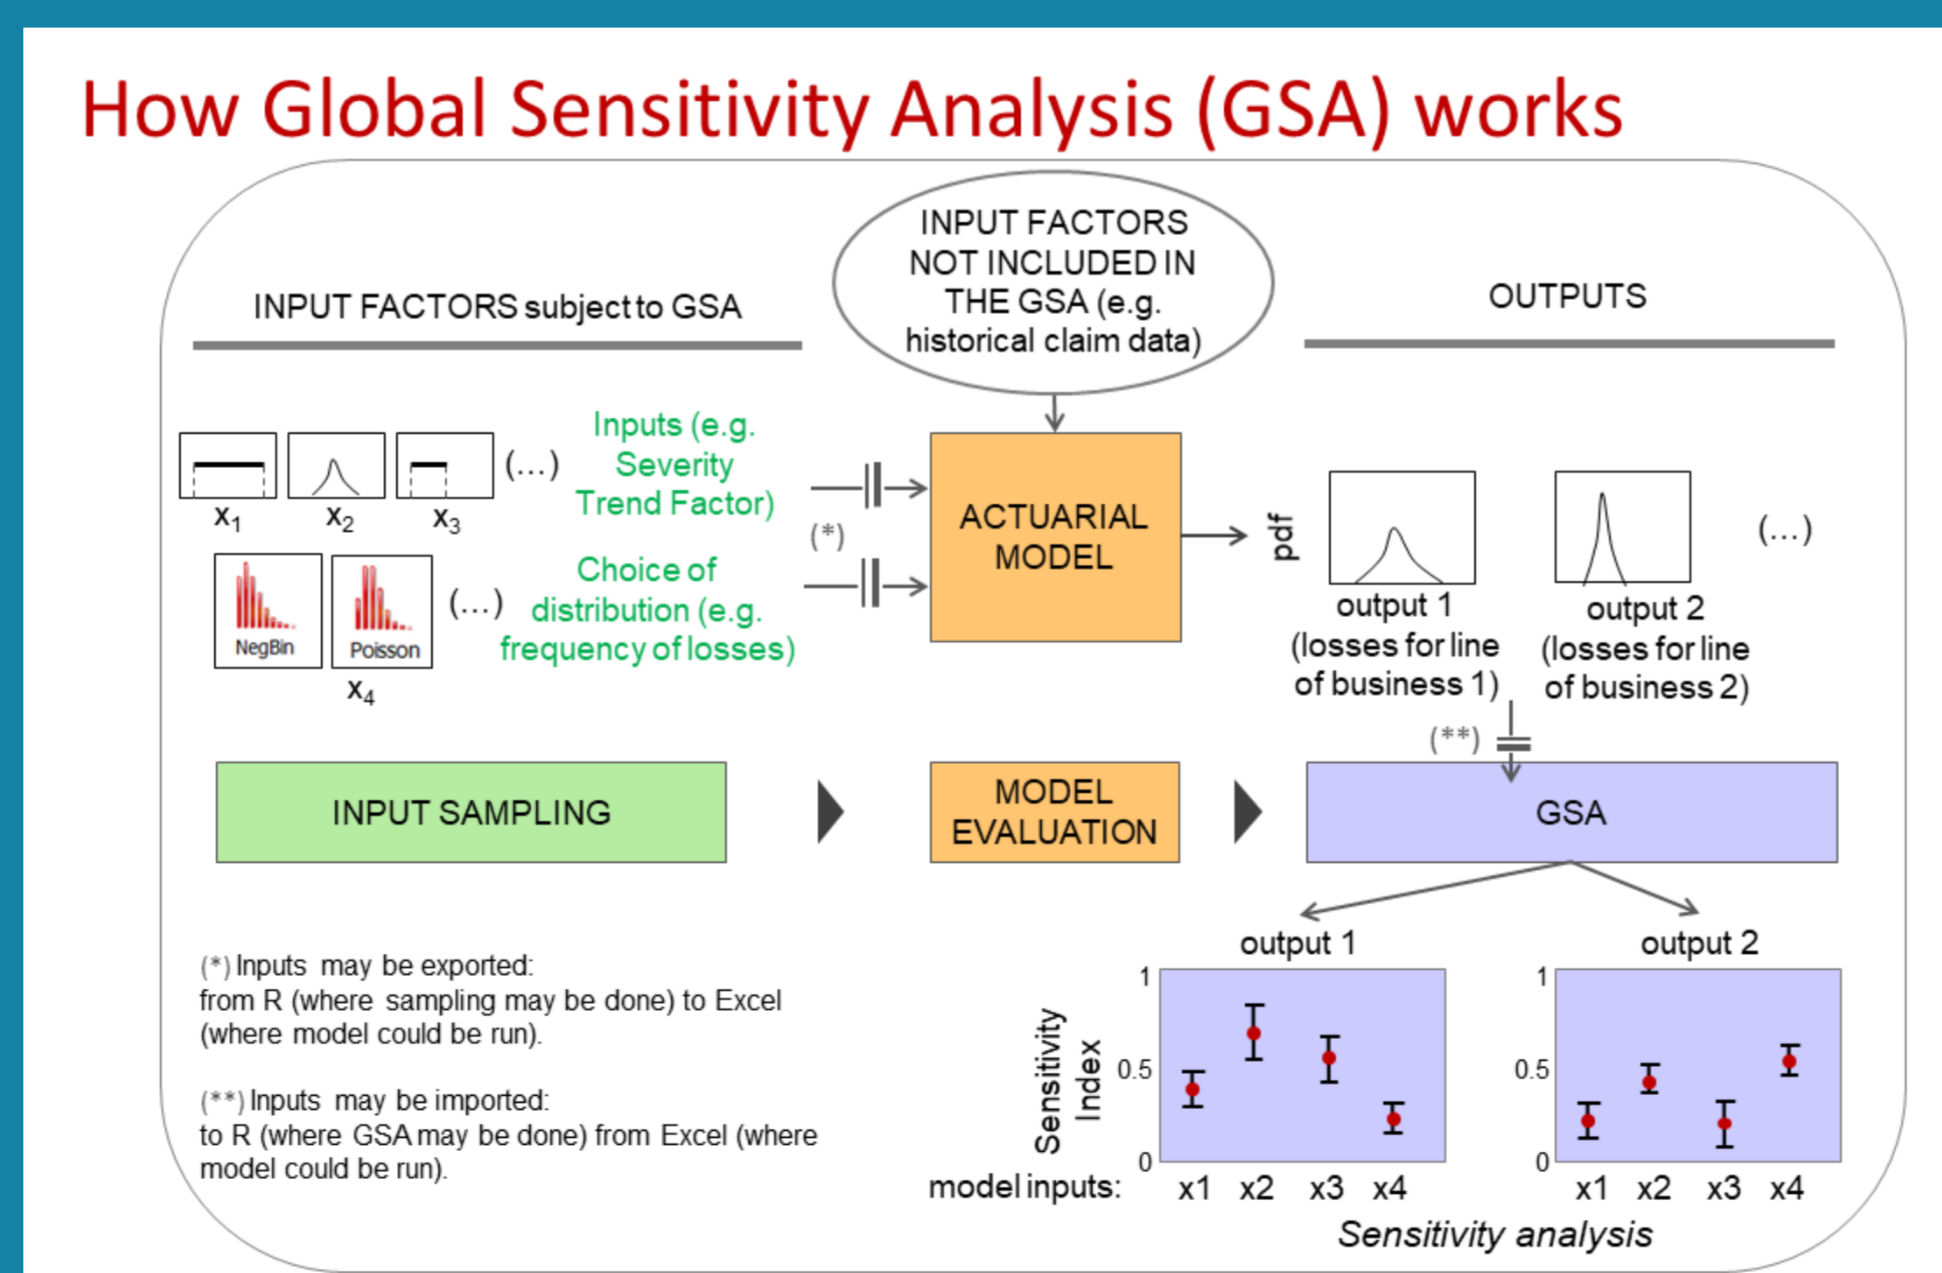 How Global Sensitivity Analysis (GSA) works
INPUT FACTORS
NOT INCLUDED IN
THE GSA (e.g.
historical claim data)
INPUT FACTORS subject to GSA
OUTPUTS
x1
x2
x3
(...)
Inputs (e.g.
Severity
Trend Factor)
(*)
NegBin
Poisson
x4
(...)
Choice of
distribution (e.g.
frequency of losses)
ACTUARIAL
MODEL
pdf
output 1
(losses for line
of business 1)
output 2
(losses for line
of business 2)
(...)
(**)
INPUT SAMPLING
MODEL
EVALUATION
GSA
(*) Inputs may be exported:
from R (where sampling may be done) to Excel
(where model could be run).
(**) Inputs may be imported:
to R (where GSA may be done) from Excel (where
model could be run).
output 1
Sensitivity
Index
1
0.5
0
model inputs:
x1 x2 x3 x4
output 2
1
0.5
0
x1 x2 x3 x4
Sensitivity analysis